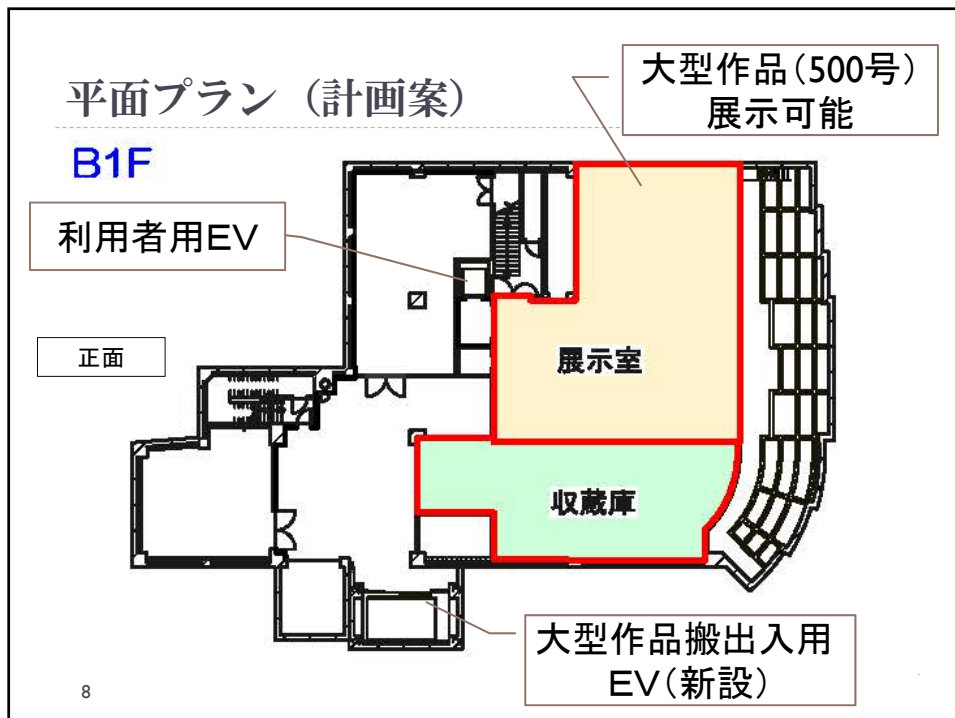 平面プラン（計画案）
大型作品（500号）
展示可能
B1F
利用者用EV
正面
展示室
収蔵庫
大型作品搬出入用
EV（新設）
8